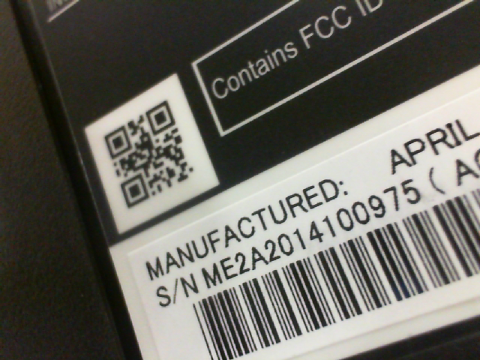 Contains FCC ID
MANUFACTURED: APRIL
S/N ME2A2014100975 (